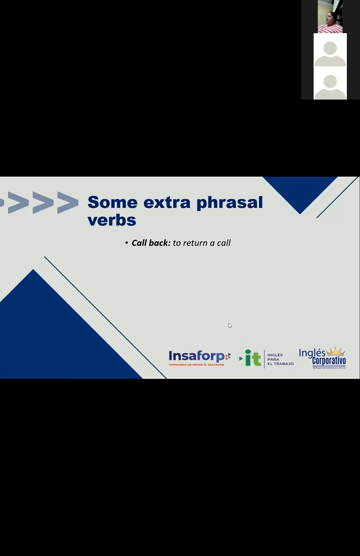 >>>>
Some extra phrasal
verbs
• Call back: to return a call
Insaforp
it
INGLÉS
PARA
EL TRABAJO
Inglés
Corporativo